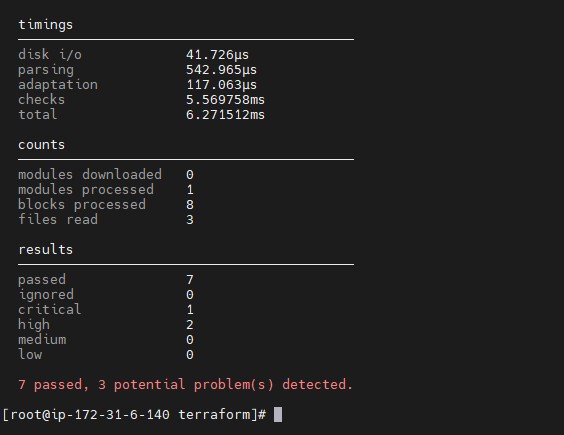 timings
disk i/o 41.726µs
parsing 542.965µs
adaptation 117.063µs
checks 5.569758ms
total 6.271512ms
counts
modules downloaded 0
modules processed 1
blocks processed 8
files read 3
results
passed 7
ignored 0
critical 1
high 2
medium 0
low 0
7 passed, 3 potential problem(s) detected.
[root@ip-172-31-6-140 terraform]#